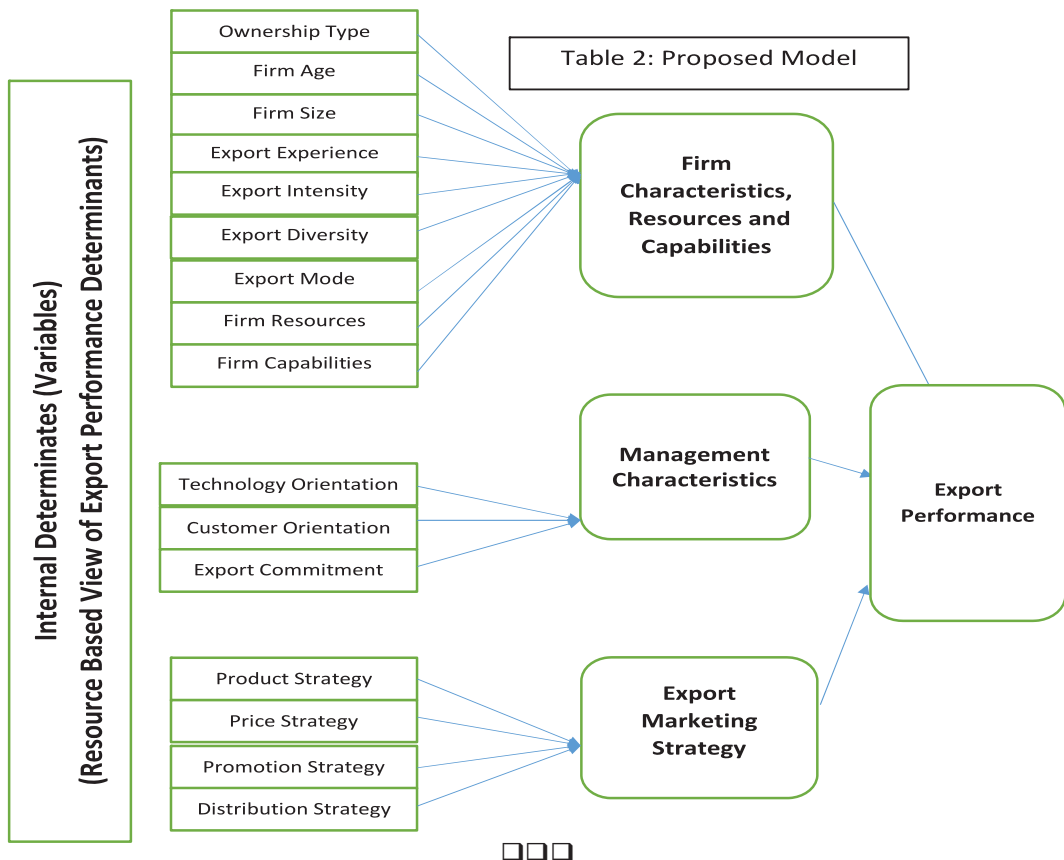 Table 2: Proposed Model
Internal Determinates (Variables)
(Resource Based View of Export Performance Determinants)
Ownership Type
Firm Age
Firm Size
Export Experience
Export Intensity
Export Diversity
Export Mode
Firm Resources
Firm Capabilities
Technology Orientation
Customer Orientation
Export Commitment
Product Strategy
Price Strategy
Promotion Strategy
Distribution Strategy
Firm
Characteristics,
Resources and
Capabilities
Management
Characteristics
Export
Marketing
Strategy
Export
Performance